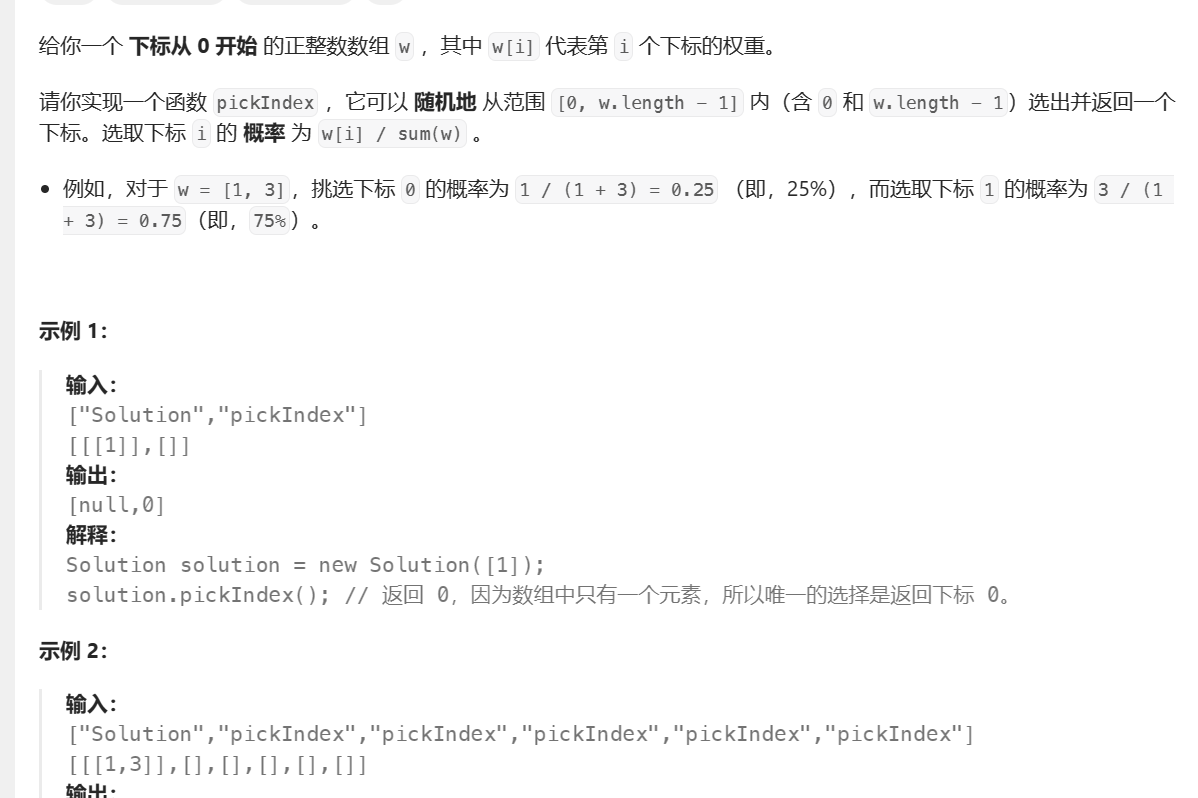 给你一个 下标从 0 开始 的正整数数组 w ，其中 w[i] 代表第 i 个下标的权重。
请你实现一个函数 pickIndex ，它可以 随机地 从范围 [0, w.length - 1] 内（含 0 和 w.length - 1）选出并返回一个
下标。选取下标 i 的 概率 为 w[i] / sum(w) 。
• 例如，对于 w = [1, 3]，挑选下标 0 的概率为 1 / (1 + 3) = 0.25 （即，25%），而选取下标 1 的概率为 3 / (1
+ 3) = 0.75（即，75%）。
示例 1：
输入：
["Solution","pickIndex"]
[[[1]],[]]
输出：
[null,0]
解释：
Solution solution = new Solution([1]);
solution.pickIndex(); // 返回 0，因为数组中只有一个元素，所以唯一的选择是返回下标 0。
示例 2：
输入：
["Solution","pickIndex","pickIndex","pickIndex","pickIndex","pickIndex"]
[[[1,3]],[],[],[],[],[]]
输出：